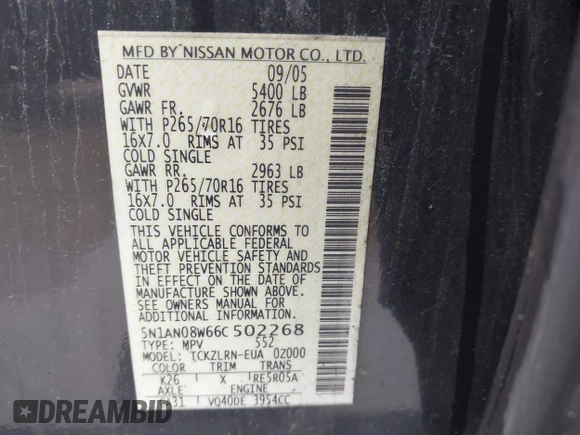 MFD BY NISSAN MOTOR CO., LTD.
DATE 09/05
GVWR 5400 LB
GAWR FR. 2676 LB
WITH P265/70R16 TIRES
16X7.0 RIMS AT 35 PSI
COLD SINGLE
GAWR RR. 2963 LB
WITH P265/70R16 TIRES
16X7.0 RIMS AT 35 PSI
COLD SINGLE
THIS VEHICLE CONFORMS TO
ALL APPLICABLE FEDERAL
MOTOR VEHICLE SAFETY AND
THEFT PREVENTION STANDARDS
IN EFFECT ON THE DATE OF
MANUFACTURE SHOWN ABOVE.
SEE OWNERS MANUAL FOR
ADDITIONAL INFORMATION
5N1AN08W66C502268
TYPE: MPV 552
MODEL: TCKZLRN-EUA 0Z000
COLOR TRIM TRANS
K26 X RE5R05A
AXLE ENGINE
31 VQ40DE 3954CC
DREAMBID